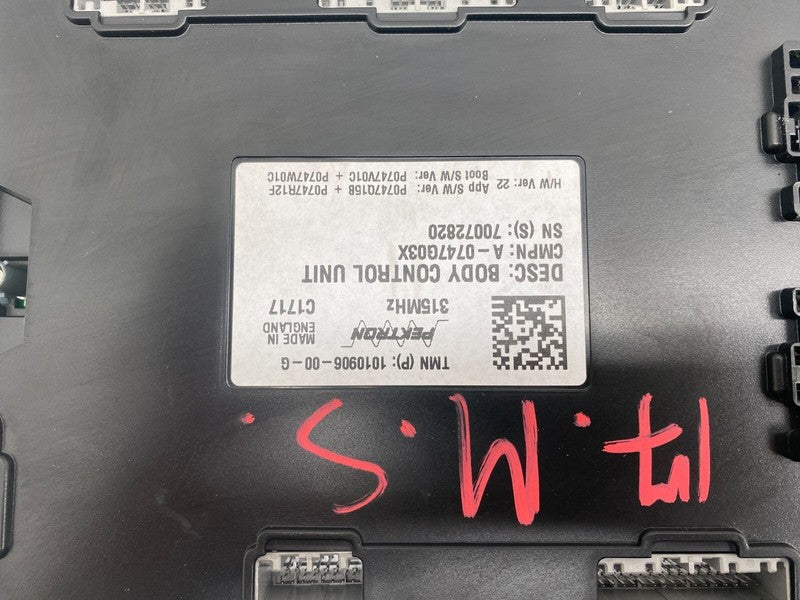 TMN (P): 1010906-00-G
PEKTRON
MADE IN
ENGLAND
315MHz
C1717
DESC: BODY CONTROL UNIT
CMPN: A-0747G03X
SN (S): 70072820
H/W Ver: 22 App S/W Ver: P0747Q15B + P0747R12F
Boot S/W Ver: P0747V01C + P0747W01C
17.M.S.